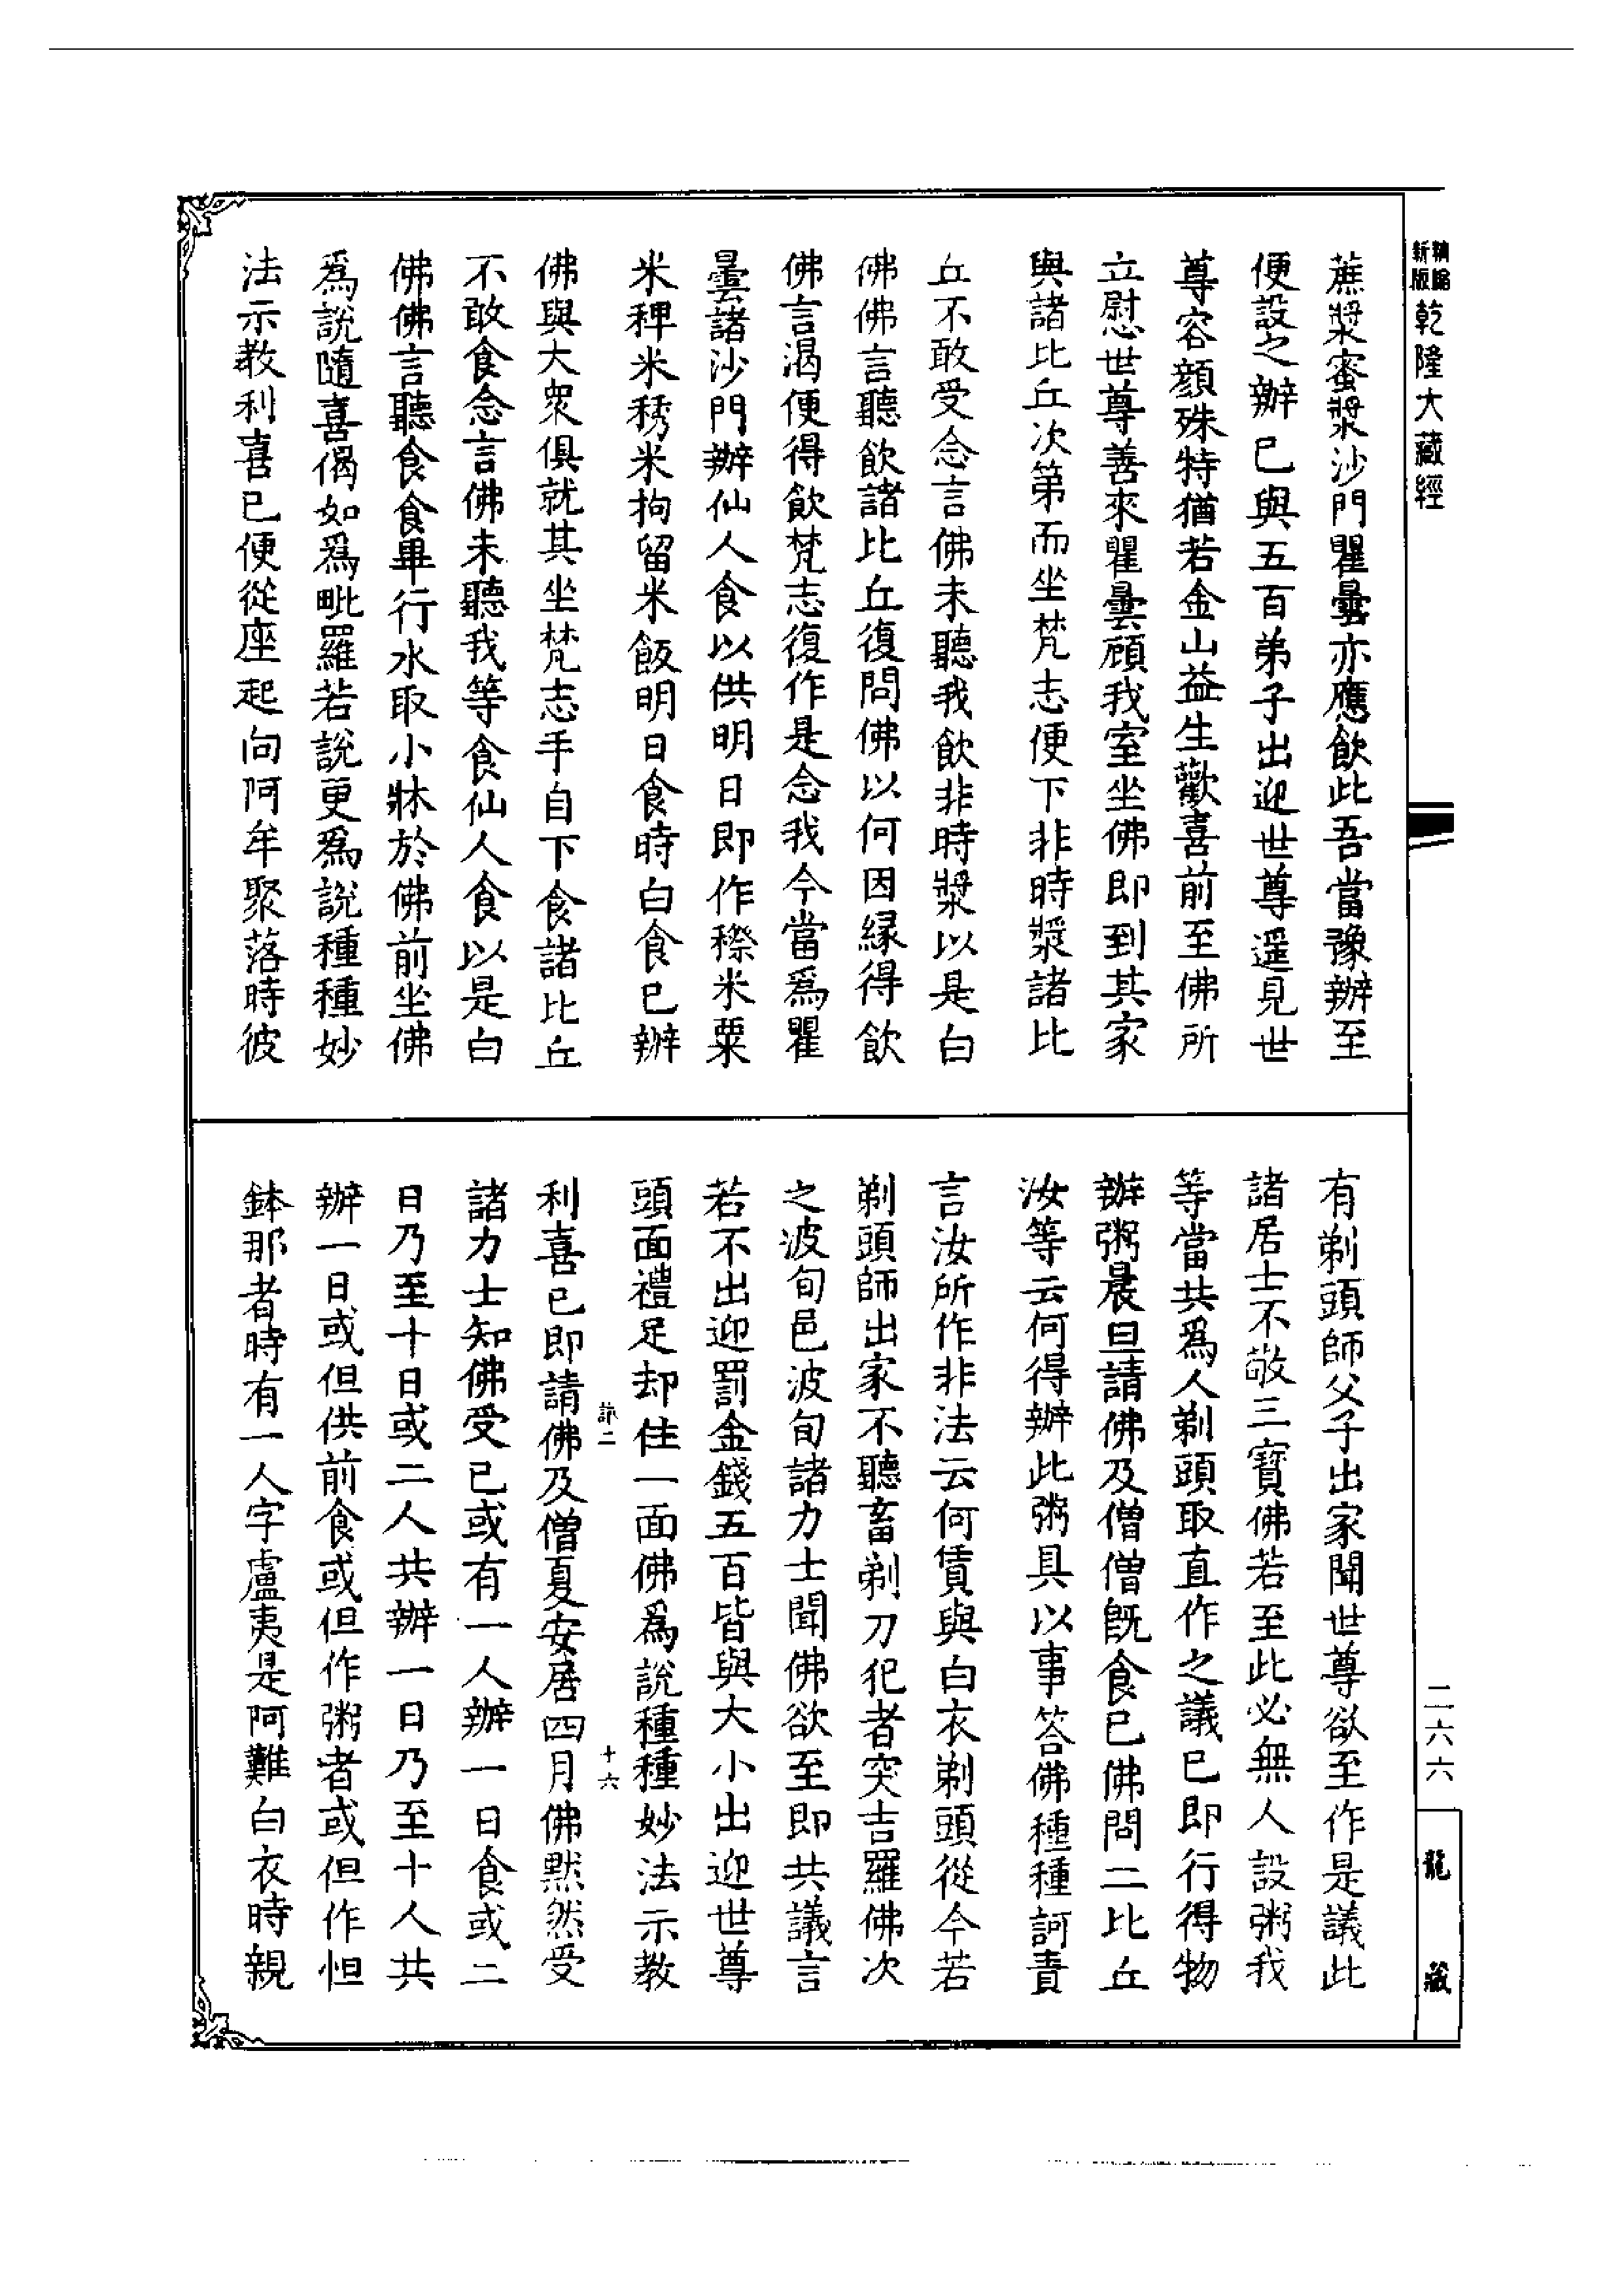 精縮
新版
乾隆大藏經
蔗漿蜜漿沙門瞿曇亦應飲此吾當豫辦至
便設之辦已與五百弟子出迎世尊遥見世
尊容顔殊特猶若金山益生歡喜前至佛所
立慰世尊善來瞿曇顧我室坐佛即到其家
與諸比丘次第而坐梵志便下非時漿諸比
丘不敢受念言佛未聽我飲非時漿以是白
佛佛言聽飲諸比丘復問佛以何因緣得飲
佛言渴便得飲梵志復作是念我今當爲瞿
曇諸沙門辦仙人食以供明日即作穄米粟
米稗米秀米拘留米飯明日食時白食已辦
佛與大衆俱就其坐梵志手自下食諸比丘
不敢食念言佛未聽我等食仙人食以是白
佛佛言聽食食畢行水取小牀於佛前坐佛
爲說隨喜偈如爲毗羅若說更爲說種種妙
法示教利喜已便從座起向阿牟聚落時彼
有剃頭師父子出家聞世尊欲至作是議此
諸居士不敬三寶佛若至此必無人設粥我
等當共爲人剃頭取直作之議已即行得物
辦粥晨旦請佛及僧僧旣食已佛問二比丘
汝等云何得辦此粥具以事答佛種種訶責
言汝所作非法云何賃與白衣剃頭從今若
剃頭師出家不聽畜剃刀犯者突吉羅佛次
之波旬邑波旬諸力士聞佛欲至即共議言
若不出迎罰金錢五百皆與大小出迎世尊
頭面禮足却住一面佛爲說種種妙法示教
二 十六
利喜已即請佛及僧夏安居四月佛默然受
諸力士知佛受已或有一人辦一日食或二
日乃至十日或二人共辦一日乃至十人共
辦一日或但供前食或但作粥者或但作怛
鉢那者時有一人字盧夷是阿難白衣時親
二六六
龍藏